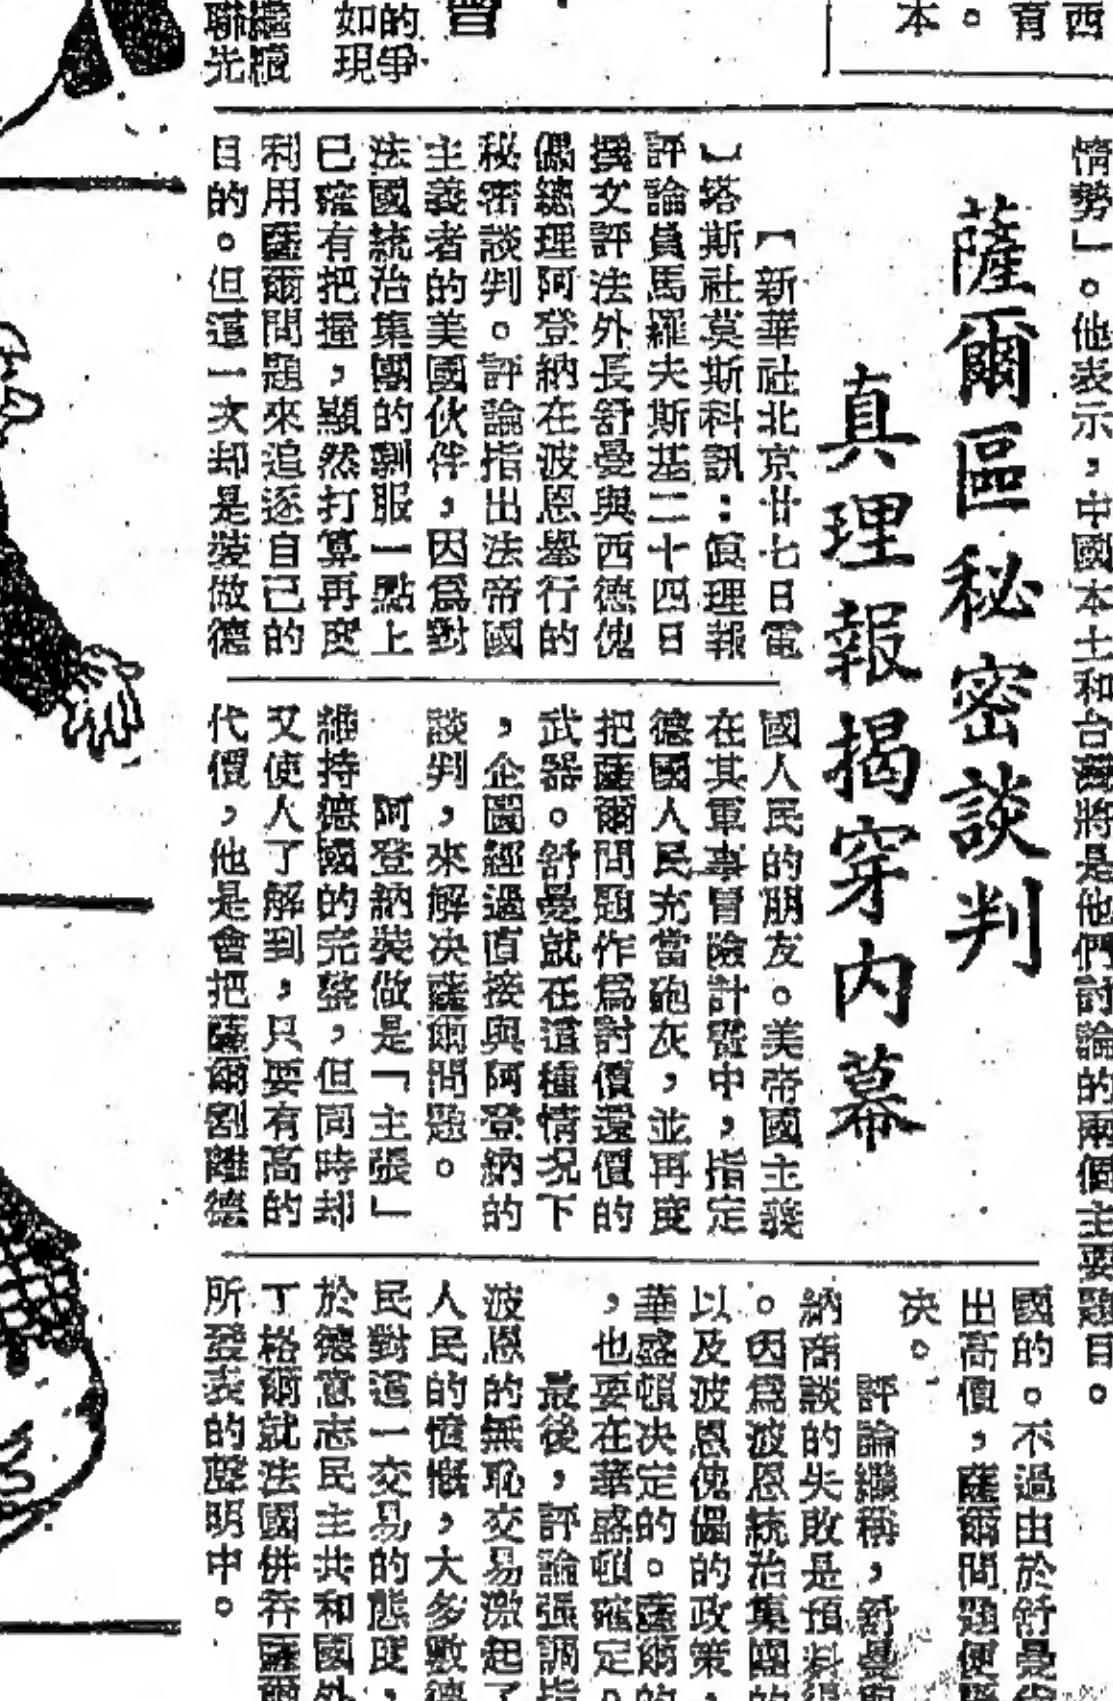 西
育
。
本
曾
的爭
如現
繼續
聯光
情勢」。他表示，中國本土和台灣將是他們討論的兩個主要題目。
薩爾區秘密談判
真理報揭穿內幕
【新華社北京廿七日電
】塔斯社莫斯科訊：眞理報
評論員馬羅夫斯基二十四日
撰文評法外長舒曼與西德傀
儡總理阿登納在波恩舉行的
秘密談判。評論指出法帝國
主義者的美國伙伴，因爲對
法國統治集團的馴服一點上
已確有把握，顯然打算再度
利用薩爾問題來追逐自己的
目的。但這一次却是裝做德
國人民的朋友。美帝國主義
在其軍事冒險計劃中，指定
德國人民充當砲灰，並再度
把薩爾問題作爲討價還價的
武器。舒曼就在這種情況下
，企圖經過直接與阿登納的
談判，來解決薩爾問題。
阿登納裝做是「主張」
維持德國的完整，但同時却
又使人了解到，只要有高的
代價，他是會把薩爾割離德
國的。不過由於舒曼
出高價，薩爾問題便
决。
評論繼稱，舒曼與
納商談的失敗是預料得
。因爲波恩統治集團的
以及波恩傀儡的政策，
華盛頓决定的。薩爾的
，也要在華盛頓確定。
最後，評論强調指
波恩的無恥交易激起了
人民的憤慨，大多數德
民對這一交易的態度，
於德意志民主共和國外
丁格爾就法國併吞薩爾
所發表的聲明中。